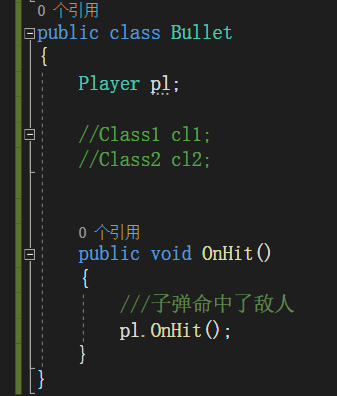 0 个引用
public class Bullet
{
Player pl;
//Class1 cl1;
//Class2 cl2;
0 个引用
public void OnHit()
{
///子弹命中了敌人
pl.OnHit();
}
}